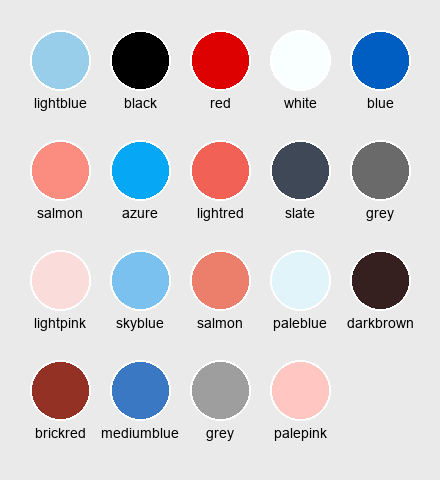 lightblue black red white blue
salmon azure lightred slate grey
lightpink skyblue salmon paleblue darkbrown
brickred mediumblue grey palepink